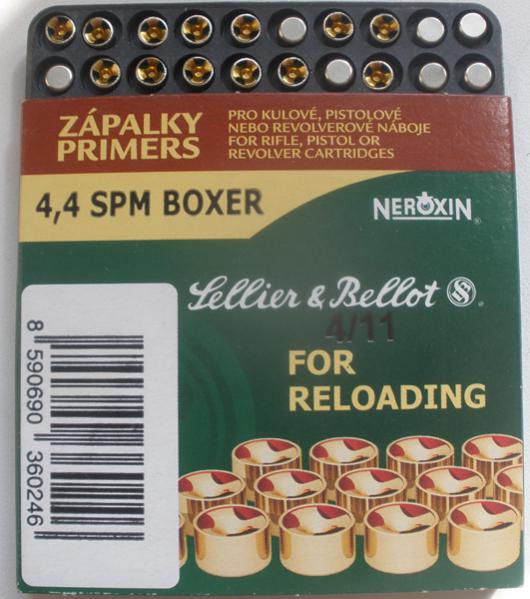 ZÁPALKY
PRIMERS
PRO KULOVÉ, PISTOLOVÉ
NEBO REVOLVEROVÉ NÁBOJE
FOR RIFLE, PISTOL OR
REVOLVER CARTRIDGES
4,4 SPM BOXER
NEROXIN
Lellier & Bellot
4/11
FOR
RELOADING
8 590690 360246